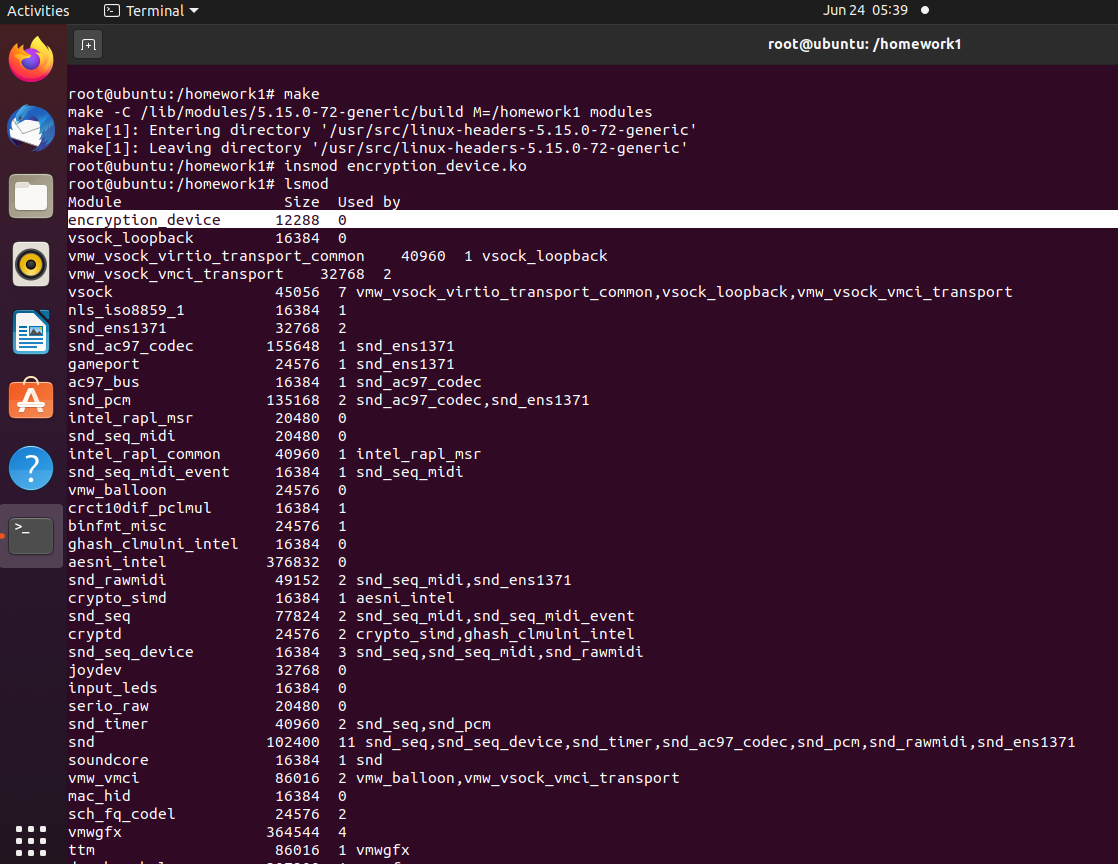 Activities Terminal Jun 24 05:39
root@ubuntu: /homework1
root@ubuntu:/homework1# make
make -C /lib/modules/5.15.0-72-generic/build M=/homework1 modules
make[1]: Entering directory '/usr/src/linux-headers-5.15.0-72-generic'
make[1]: Leaving directory '/usr/src/linux-headers-5.15.0-72-generic'
root@ubuntu:/homework1# insmod encryption_device.ko
root@ubuntu:/homework1# lsmod
Module                  Size  Used by
encryption_device      12288  0
vsock_loopback         16384  0
vmw_vsock_virtio_transport_common    40960  1 vsock_loopback
vmw_vsock_vmci_transport    32768  2
vsock                  45056  7 vmw_vsock_virtio_transport_common,vsock_loopback,vmw_vsock_vmci_transport
nls_iso8859_1          16384  1
snd_ens1371            32768  2
snd_ac97_codec        155648  1 snd_ens1371
gameport               24576  1 snd_ens1371
ac97_bus               16384  1 snd_ac97_codec
snd_pcm               135168  2 snd_ac97_codec,snd_ens1371
intel_rapl_msr         20480  0
snd_seq_midi           20480  0
intel_rapl_common      40960  1 intel_rapl_msr
snd_seq_midi_event     16384  1 snd_seq_midi
vmw_balloon            24576  0
crct10dif_pclmul       16384  1
binfmt_misc            24576  1
ghash_clmulni_intel    16384  0
aesni_intel           376832  0
snd_rawmidi            49152  2 snd_seq_midi,snd_ens1371
crypto_simd            16384  1 aesni_intel
snd_seq                77824  2 snd_seq_midi,snd_seq_midi_event
cryptd                 24576  2 crypto_simd,ghash_clmulni_intel
snd_seq_device         16384  3 snd_seq,snd_seq_midi,snd_rawmidi
joydev                 32768  0
input_leds             16384  0
serio_raw              20480  0
snd_timer              40960  2 snd_seq,snd_pcm
snd                   102400  11 snd_seq,snd_seq_device,snd_timer,snd_ac97_codec,snd_pcm,snd_rawmidi,snd_ens1371
soundcore              16384  1 snd
vmw_vmci               86016  2 vmw_balloon,vmw_vsock_vmci_transport
mac_hid                16384  0
sch_fq_codel           24576  2
vmwgfx                364544  4
ttm                    86016  1 vmwgfx